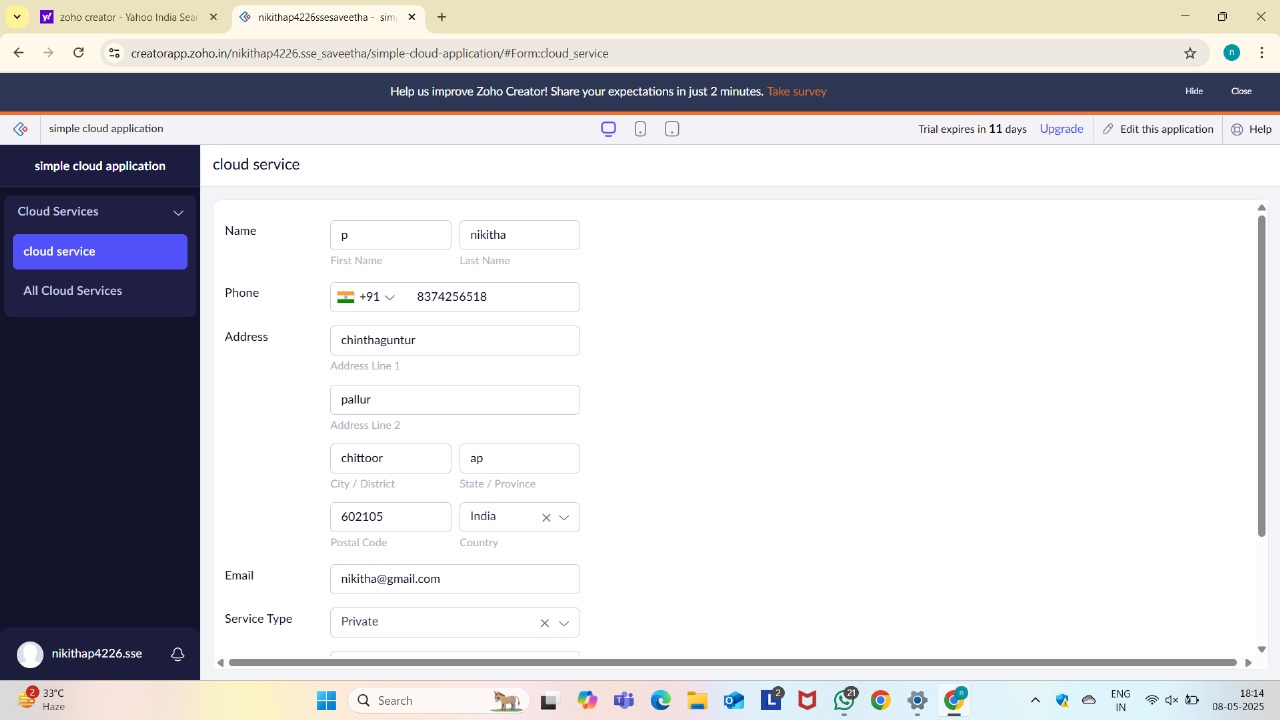 zoho creator - Yahoo India Sear
nikithap4226ssesaveetha - sim
creatorapp.zoho.in/nikithap4226.sse_saveetha/simple-cloud-application/#Form:cloud_service
n
Help us improve Zoho Creator! Share your expectations in just 2 minutes. Take survey
Hide
Close
simple cloud application
Trial expires in 11 days
Upgrade
Edit this application
Help
simple cloud application
Cloud Services
cloud service
All Cloud Services
nikithap4226.sse
cloud service
Name
p
nikitha
First Name
Last Name
Phone
+91
8374256518
Address
chinthaguntur
Address Line 1
pallur
Address Line 2
chittoor
ap
City / District
State / Province
602105
India
Postal Code
Country
Email
nikitha@gmail.com
Service Type
Private
2
33°C
Haze
Search
2
21
n
ENG
IN
18:14
08-05-2025